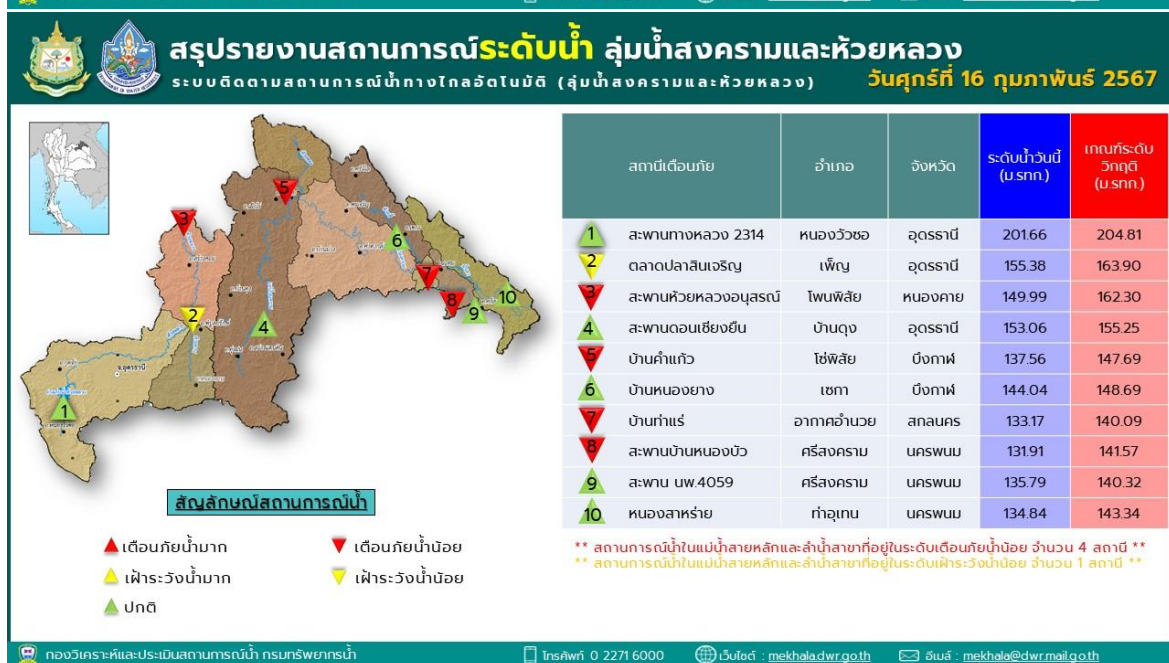 สรุปรายงานสถานการณ์ระดับน้ำ ลุ่มน้ำสงครามและห้วยหลวง
ระบบติดตามสถานการณ์น้ำทางไกลอัตโนมัติ (ลุ่มน้ำสงครามและห้วยหลวง)
วันศุกร์ที่ 16 กุมภาพันธ์ 2567
สถานีเตือนภัย อำเภอ จังหวัด ระดับน้ำวันนี้ (ม.รทก.) เกณฑ์ระดับวิกฤติ (ม.รทก.)
1 สะพานทางหลวง 2314 หนองวัวซอ อุดรธานี 201.66 204.81
2 ตลาดปลาสินเจริญ เพ็ญ อุดรธานี 155.38 163.90
3 สะพานห้วยหลวงอนุสรณ์ โพนพิสัย หนองคาย 149.99 162.30
4 สะพานดอนเชียงยืน บ้านดุง อุดรธานี 153.06 155.25
5 บ้านคำแก้ว โซ่พิสัย บึงกาฬ 137.56 147.69
6 บ้านหนองยาง เซกา บึงกาฬ 144.04 148.69
7 บ้านท่าแร่ อากาศอำนวย สกลนคร 133.17 140.09
8 สะพานบ้านหนองบัว ศรีสงคราม นครพนม 131.91 141.57
9 สะพาน นพ.4059 ศรีสงคราม นครพนม 135.79 140.32
10 หนองสาหร่าย ท่าอุเทน นครพนม 134.84 143.34
** สถานการณ์น้ำในแม่น้ำสายหลักและลำน้ำสาขาที่อยู่ในระดับเตือนภัยน้ำน้อย จำนวน 4 สถานี **
** สถานการณ์น้ำในแม่น้ำสายหลักและลำน้ำสาขาที่อยู่ในระดับเฝ้าระวังน้ำน้อย จำนวน 1 สถานี **
3
5
6
7
8
9
10
2
4
1
อ.อุดรธานี
สัญลักษณ์สถานการณ์น้ำ
เตือนภัยน้ำมาก เตือนภัยน้ำน้อย
เฝ้าระวังน้ำมาก เฝ้าระวังน้ำน้อย
ปกติ
กองวิเคราะห์และประเมินสถานการณ์น้ำ กรมทรัพยากรน้ำ โทรศัพท์ 0 2271 6000 เว็บไซต์ : mekhala.dwr.go.th อีเมล์ : mekhala@dwr.mail.go.th